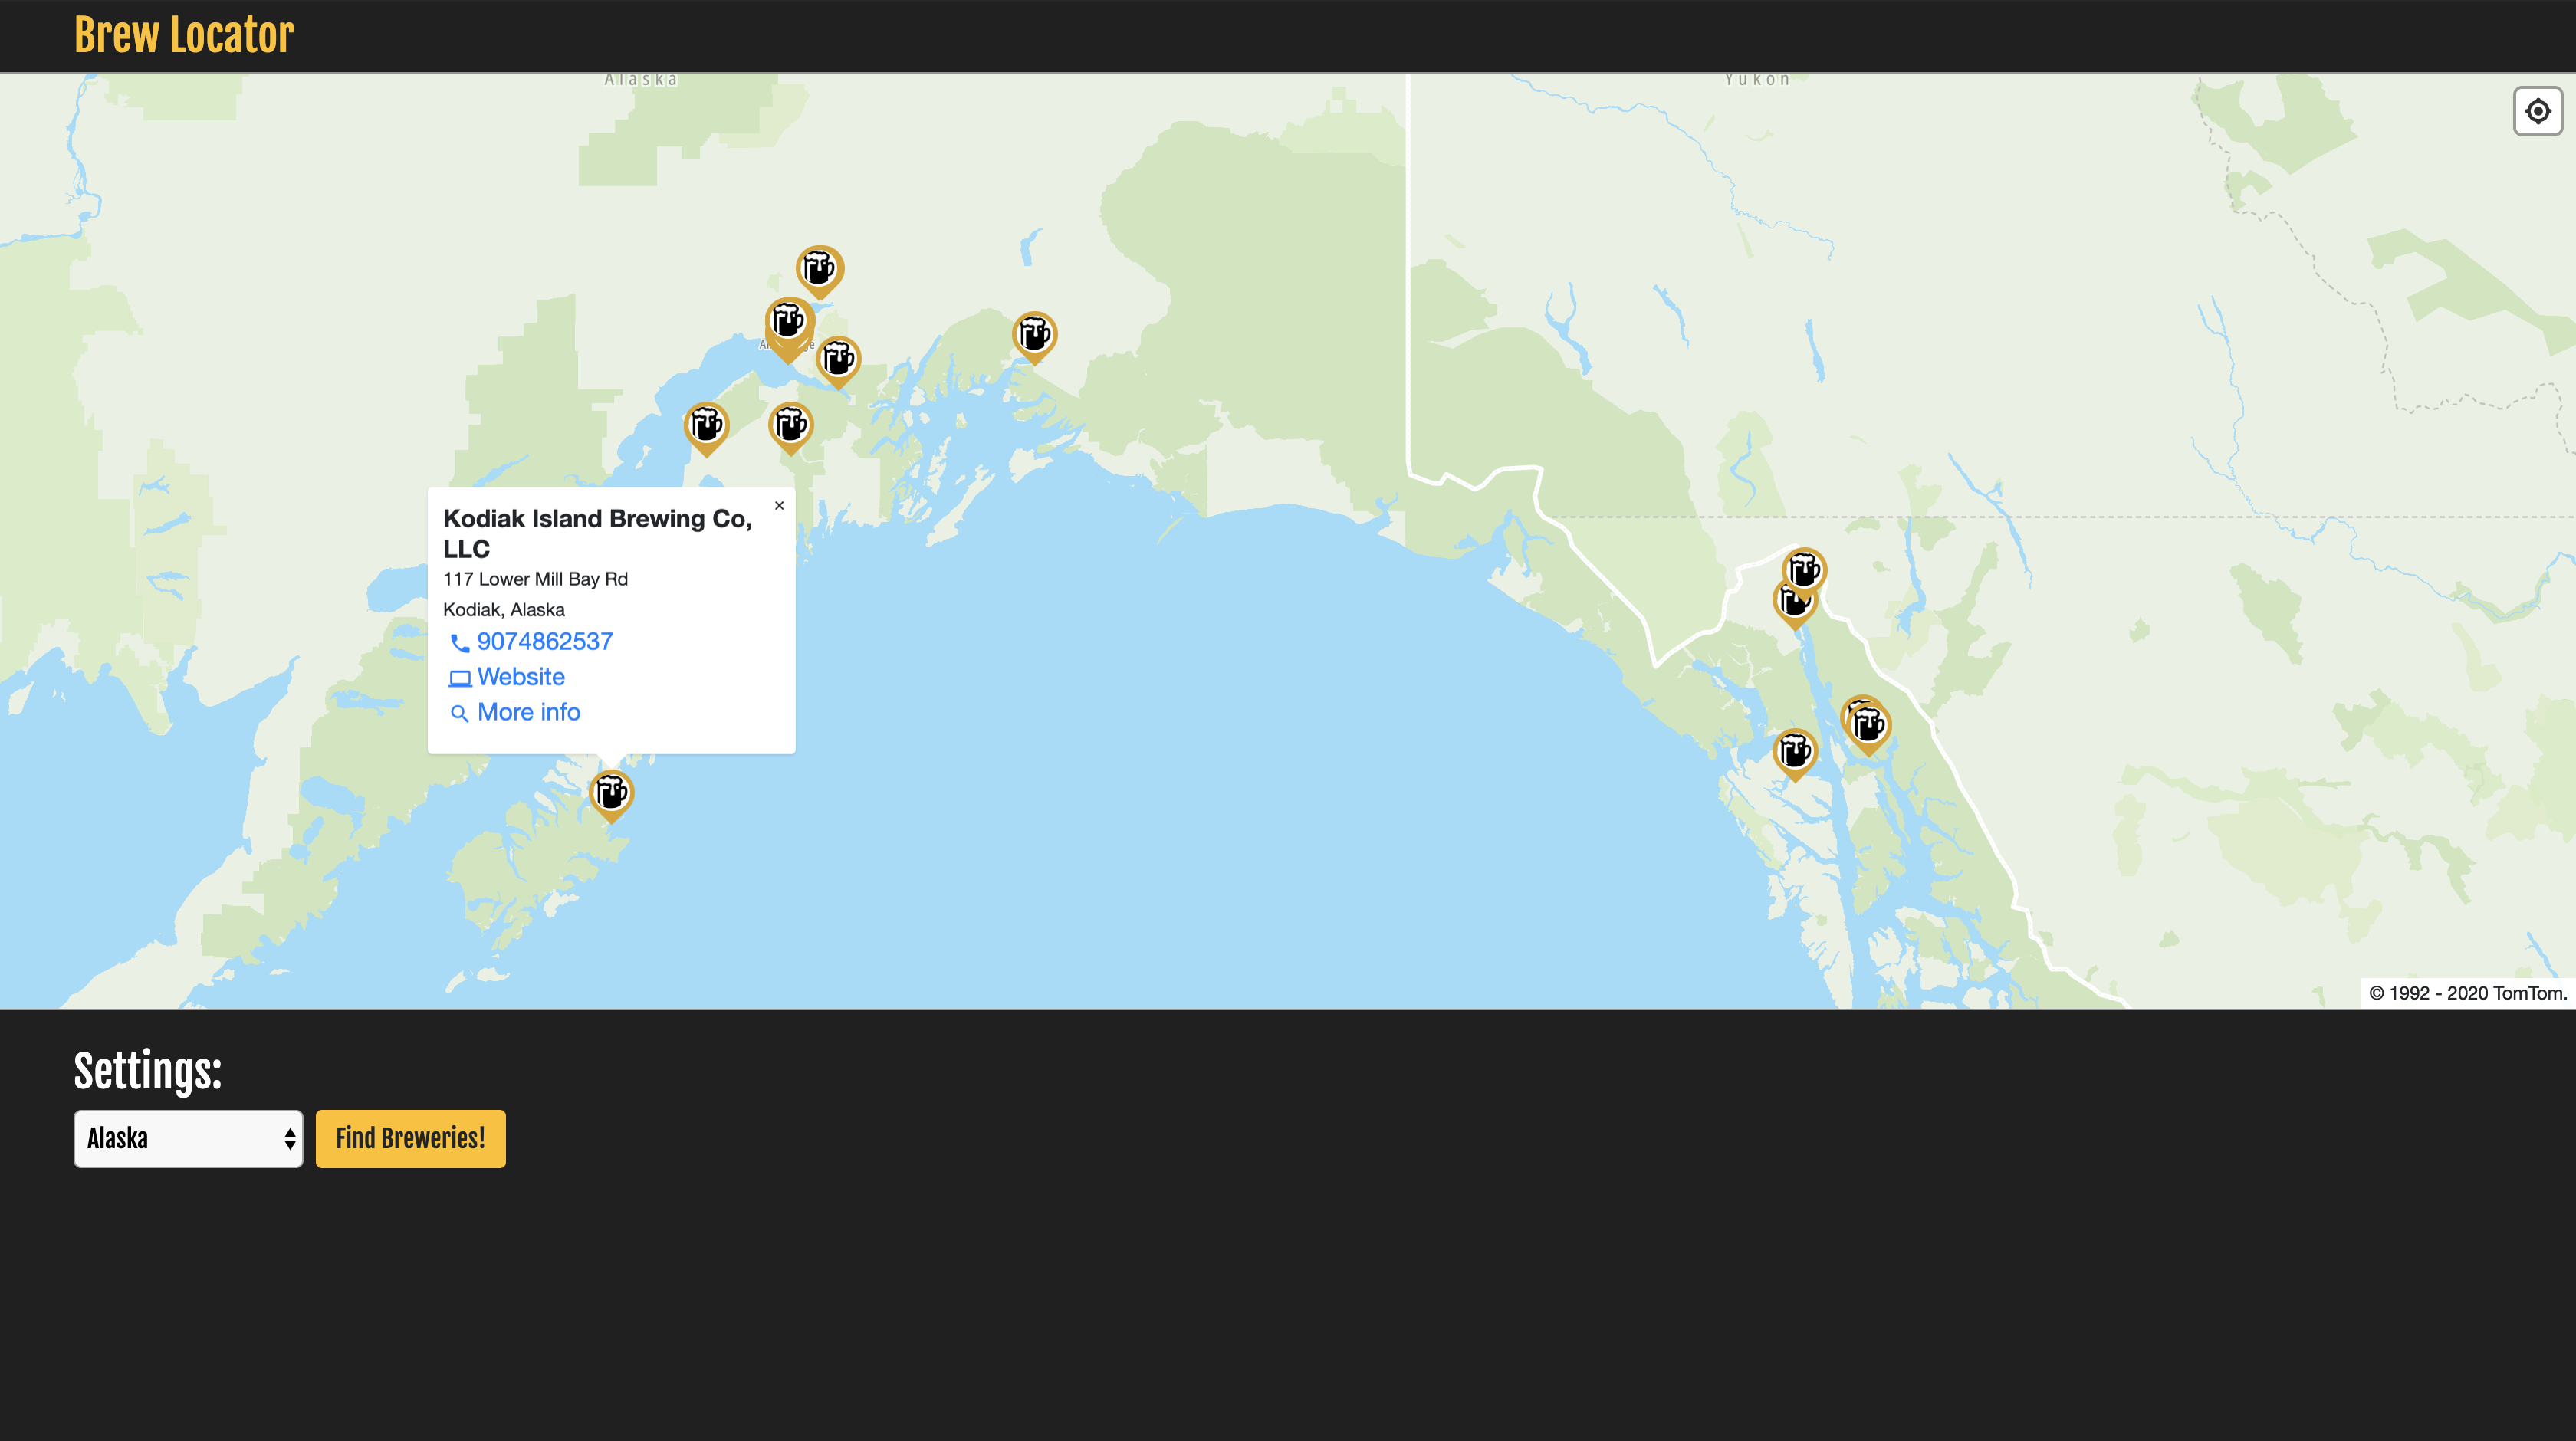 Brew Locator
Alaska
Yukon
Kodiak Island Brewing Co,
LLC
117 Lower Mill Bay Rd
Kodiak, Alaska
9074862537
Website
More info
×
© 1992 - 2020 TomTom.
Settings:
Alaska
Find Breweries!